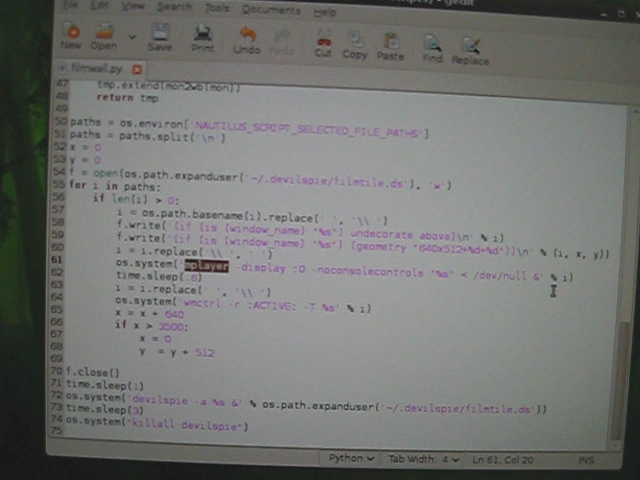 gedit
File Edit View Search Tools Documents Help
New Open Save Print Undo Redo Cut Copy Paste Find Replace
filmwall.py
47 tmp.extend(mon2wb(mon))
48 return tmp
49
50 paths = os.environ['NAUTILUS_SCRIPT_SELECTED_FILE_PATHS']
51 paths = paths.split('\n')
52 x = 0
53 y = 0
54 f = open(os.path.expanduser('~/.devilspie/filmtile.ds'), 'w')
55 for i in paths:
56 if len(i) > 0:
57 i = os.path.basename(i).replace(' ', '\\ ')
58 f.write('(if (is (window_name) "%s") undecorate above)\n' % i)
59 f.write('(if (is (window_name) "%s") (geometry "640x512+%d+%d"))\n' % (i, x, y))
60 i = i.replace('\\ ', ' ')
61 os.system('mplayer -display :0 -noconsolecontrols "%s" < /dev/null &' % i)
62 time.sleep(.6)
63 i = i.replace(' ', '\\ ')
64 os.system('wmctrl -r :ACTIVE: -T %s' % i)
65 x = x + 640
66 if x > 3500:
67 x = 0
68 y = y + 512
69
70 f.close()
71 time.sleep(1)
72 os.system('devilspie -a %s &' % os.path.expanduser('~/.devilspie/filmtile.ds'))
73 time.sleep(3)
74 os.system("killall devilspie")
75
Python Tab Width: 4 Ln 61, Col 20 INS